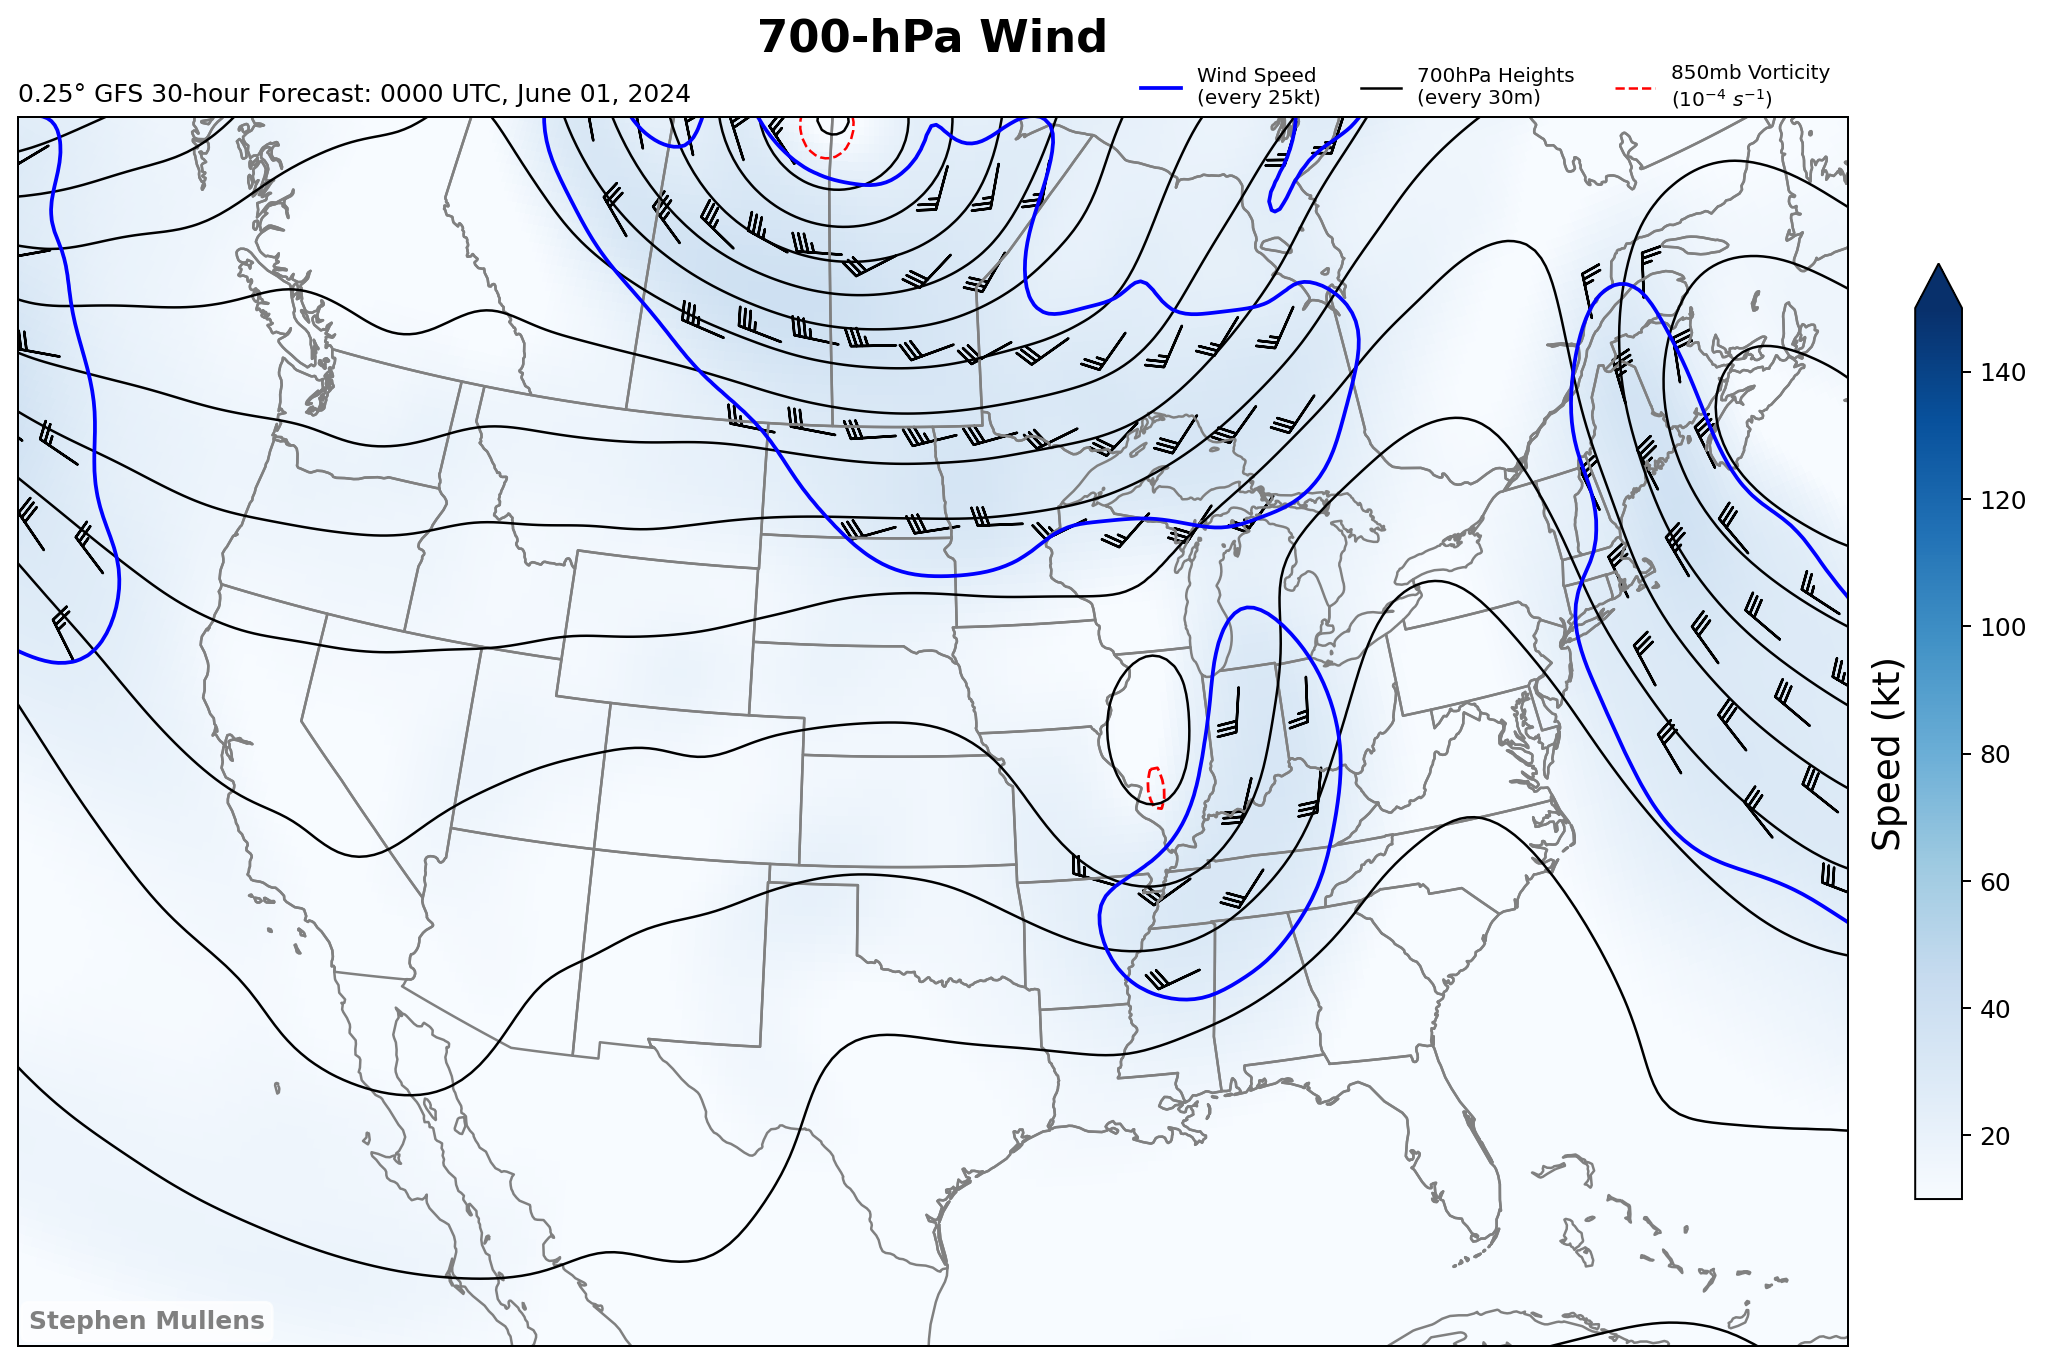 700-hPa Wind
0.25° GFS 30-hour Forecast: 0000 UTC, June 01, 2024
Wind Speed
(every 25kt)
700hPa Heights
(every 30m)
850mb Vorticity
(10⁻⁴ s⁻¹)
140
120
100
80
60
40
20
Speed (kt)
Stephen Mullens